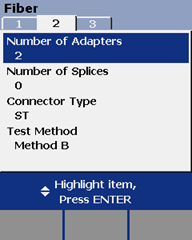 Fiber
1 2 3
Number of Adapters
2
Number of Splices
0
Connector Type
ST
Test Method
Method B
Highlight item,
Press ENTER